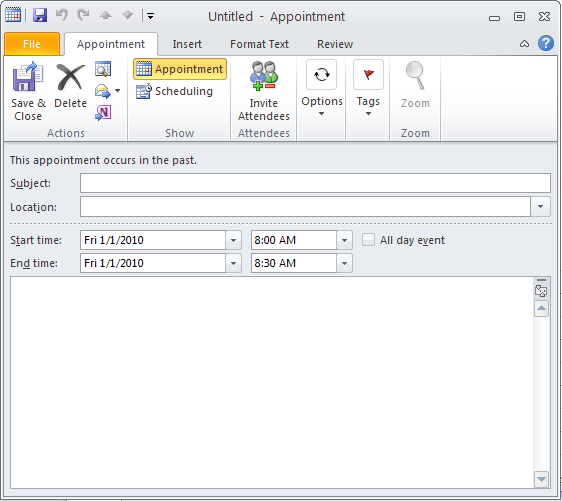 Untitled - Appointment
File Appointment Insert Format Text Review
Save & Close Delete Appointment Scheduling Invite Attendees Options Tags Zoom
Actions Show Attendees Zoom
This appointment occurs in the past.
Subject:
Location:
Start time: Fri 1/1/2010 8:00 AM All day event
End time: Fri 1/1/2010 8:30 AM